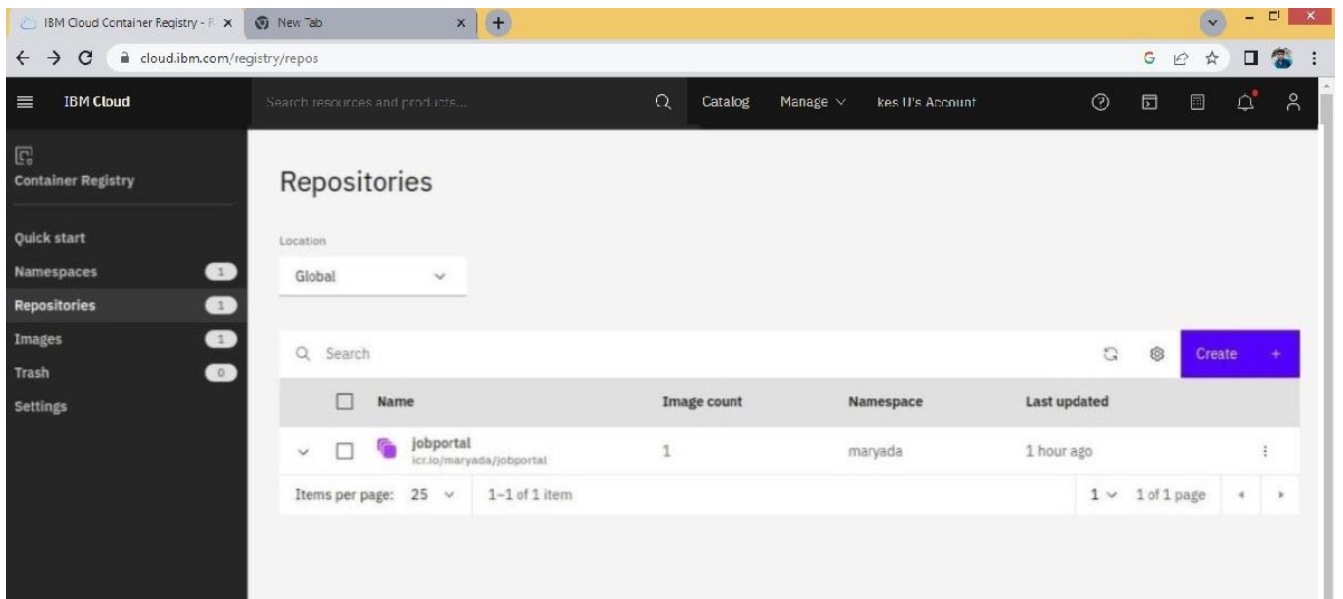 IBM Cloud Container Registry - R
New Tab
cloud.ibm.com/registry/repos
IBM Cloud
Search resources and products...
Catalog
Manage
kes U's Account
Container Registry
Quick start
Namespaces 1
Repositories 1
Images 1
Trash 0
Settings
Repositories
Location
Global
Search
Create +
Name Image count Namespace Last updated
jobportal 1 maryada 1 hour ago
icr.io/maryada/jobportal
Items per page: 25 1–1 of 1 item 1 1 of 1 page